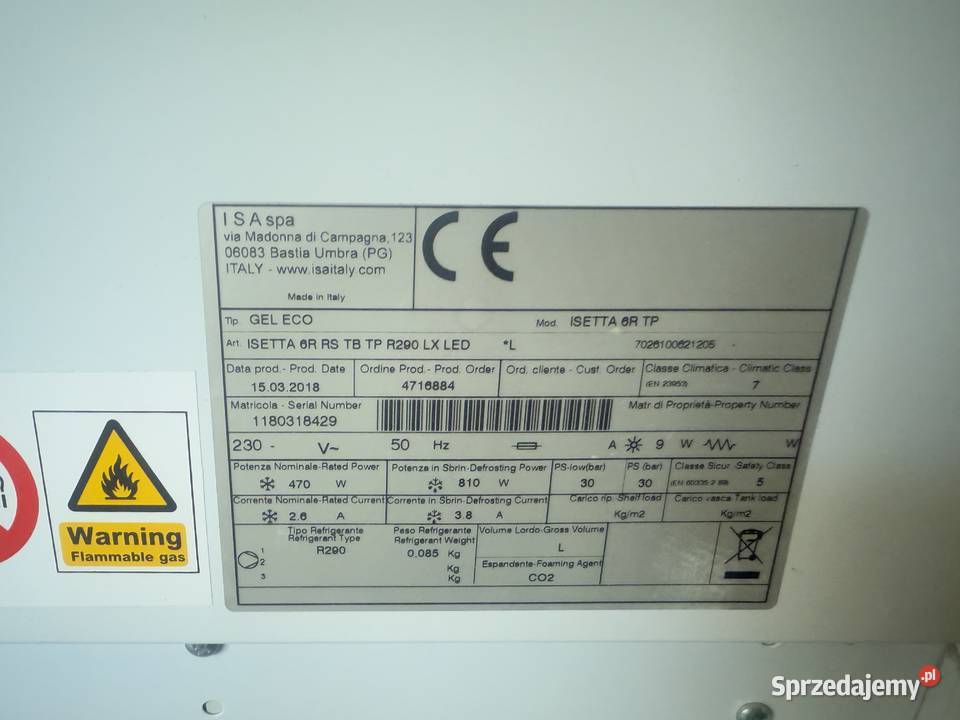 I S A spa
via Madonna di Campagna,123
06083 Bastia Umbra (PG)
ITALY - www.isaitaly.com
Made in Italy
CE
Tip. GEL ECO Mod. ISETTA 6R TP
Art. ISETTA 6R RS TB TP R290 LX LED *L 7026100621205 -
Data prod.- Prod. Date Ordine Prod.- Prod. Order Ord. cliente - Cust. Order Classe Climatica - Climatic Class
15.03.2018 4716884 (EN 23953) 7
Matricola - Serial Number Matr di Proprietà-Property Number
1180318429
230 - V~ 50 Hz A 9 W W
Potenza Nominale-Rated Power Potenza in Sbrin-Defrosting Power PS-low(bar) PS (bar) Classe Sicur.-Safety Class
470 W 810 W 30 30 (EN 60335-2-89) 5
Corrente Nominale-Rated Current Corrente in Sbrin-Defrosting Current Carico rip. Shelf load Carico vasca Tank load
2.6 A 3.8 A Kg/m2 Kg/m2
Tipo Refrigerante Peso Refrigerante Volume Lordo-Gross Volume
Refrigerant Type Refrigerant Weight
1 R290 0,085 Kg L
2 Kg Espandente-Foaming Agent
3 Kg CO2
Warning
Flammable gas
Sprzedajemy.pl